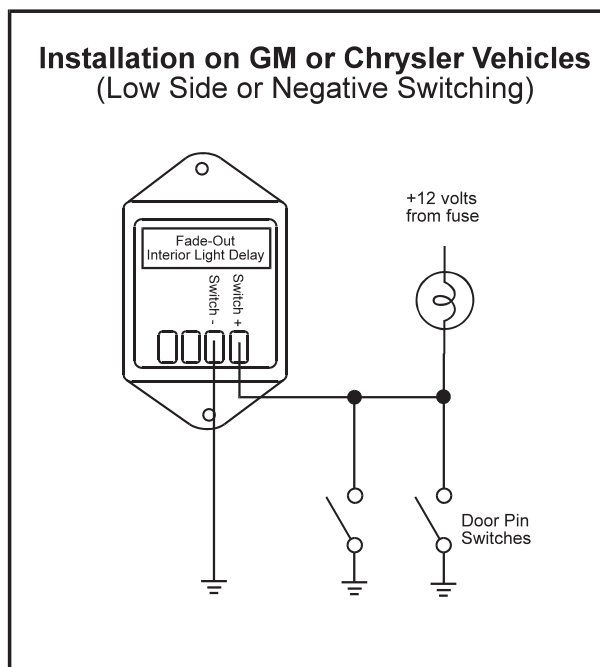 Installation on GM or Chrysler Vehicles
(Low Side or Negative Switching)
+12 volts
from fuse
Fade-Out
Interior Light Delay
Switch -
Switch +
Door Pin
Switches